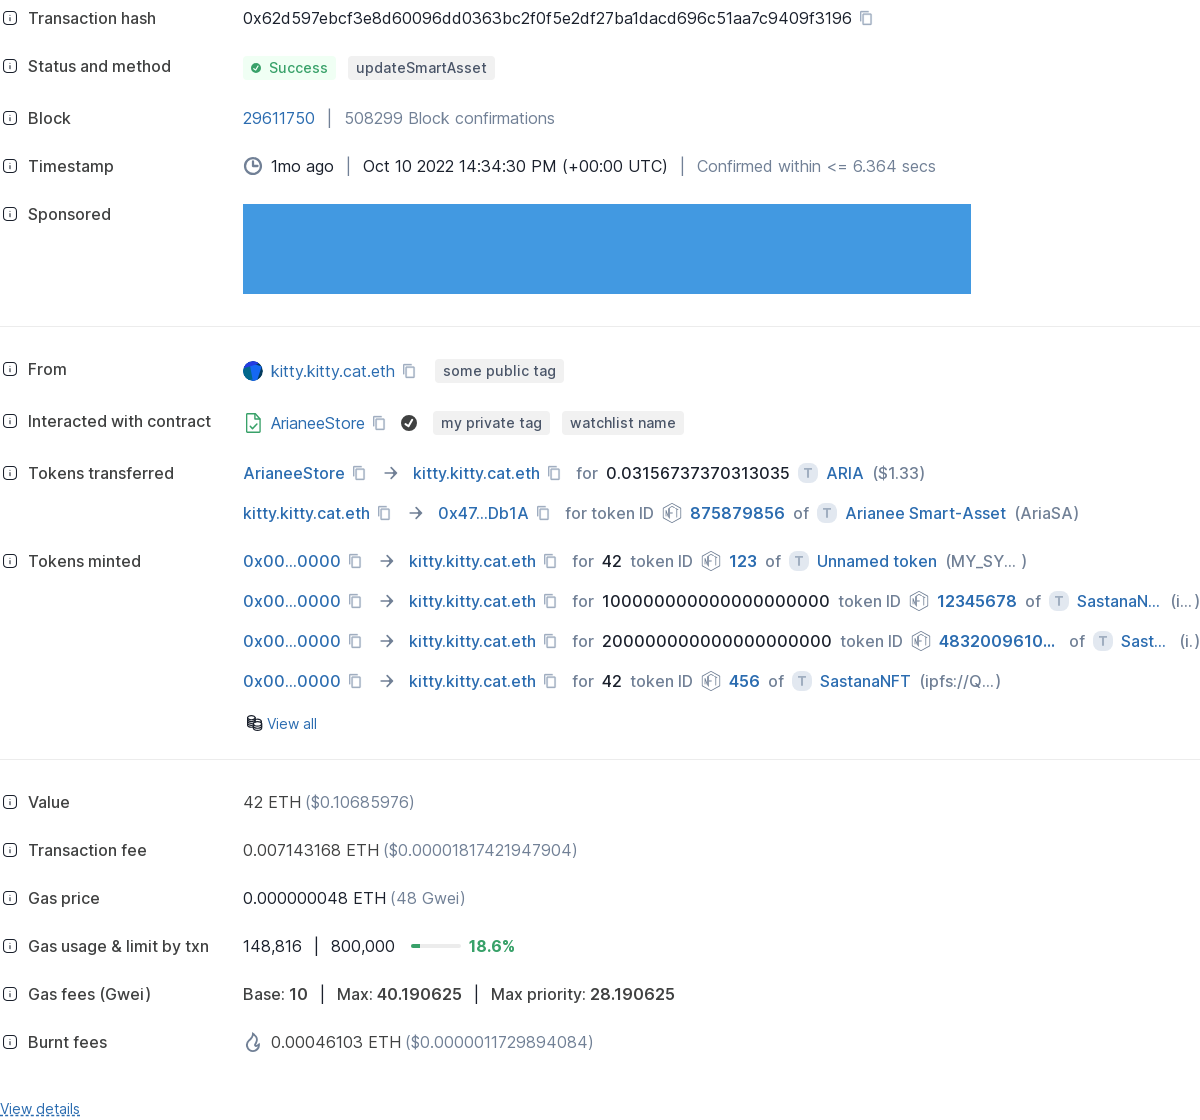 Transaction hash 0x62d597ebcf3e8d60096dd0363bc2f0f5e2df27ba1dacd696c51aa7c9409f3196
Status and method Success updateSmartAsset
Block 29611750 | 508299 Block confirmations
Timestamp 1mo ago | Oct 10 2022 14:34:30 PM (+00:00 UTC) | Confirmed within <= 6.364 secs
Sponsored
From kitty.kitty.cat.eth some public tag
Interacted with contract ArianeeStore my private tag watchlist name
Tokens transferred ArianeeStore → kitty.kitty.cat.eth for 0.03156737370313035 T ARIA ($1.33)
kitty.kitty.cat.eth → 0x47...Db1A for token ID 875879856 of T Arianee Smart-Asset (AriaSA)
Tokens minted 0x00...0000 → kitty.kitty.cat.eth for 42 token ID 123 of T Unnamed token (MY_SY... )
0x00...0000 → kitty.kitty.cat.eth for 100000000000000000000 token ID 12345678 of T SastanaN... (i...)
0x00...0000 → kitty.kitty.cat.eth for 200000000000000000000 token ID 4832009610... of T Sast... (i.)
0x00...0000 → kitty.kitty.cat.eth for 42 token ID 456 of T SastanaNFT (ipfs://Q...)
View all
Value 42 ETH ($0.10685976)
Transaction fee 0.007143168 ETH ($0.00001817421947904)
Gas price 0.000000048 ETH (48 Gwei)
Gas usage & limit by txn 148,816 | 800,000 18.6%
Gas fees (Gwei) Base: 10 | Max: 40.190625 | Max priority: 28.190625
Burnt fees 0.00046103 ETH ($0.0000011729894084)
View details